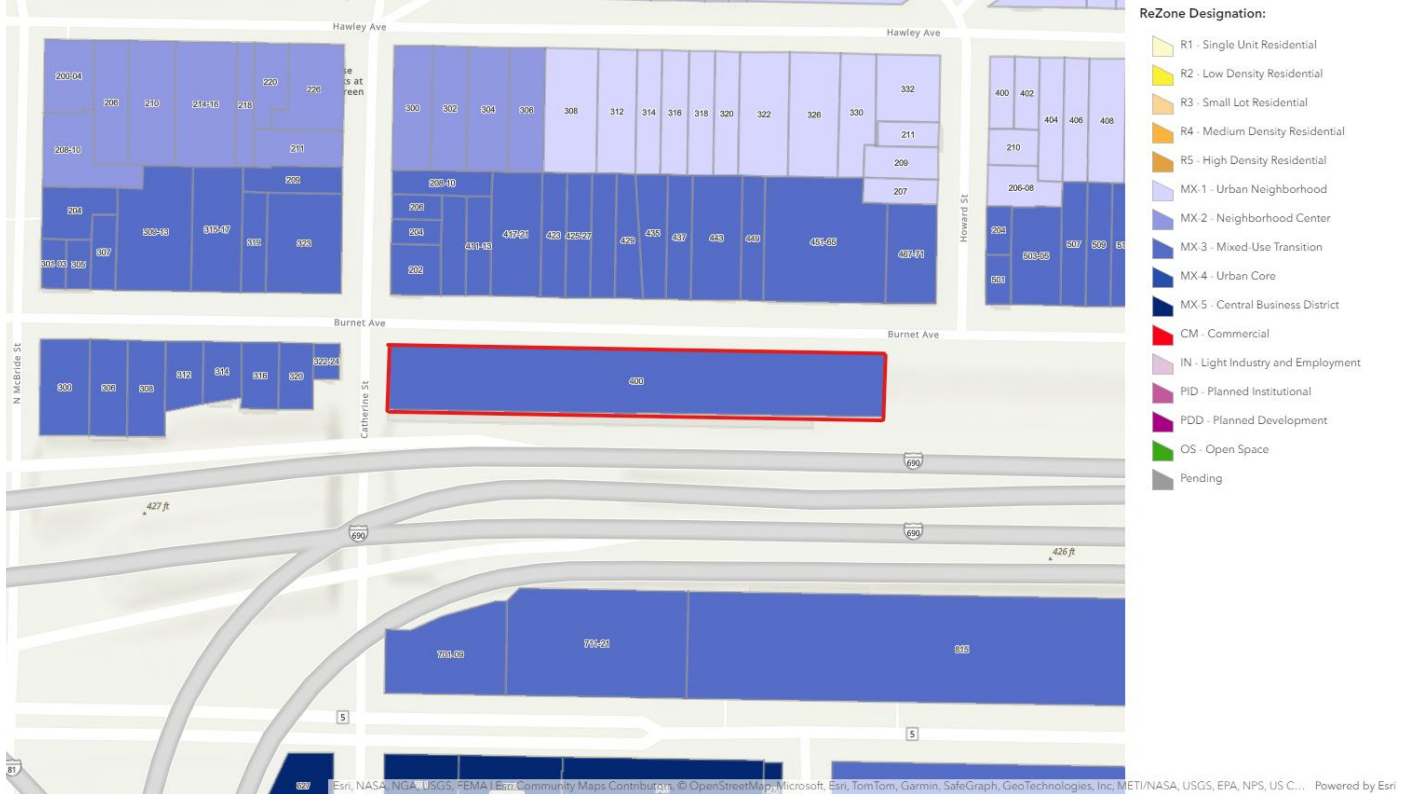 Hawley Ave
Hawley Ave
200-04
206
210
214-16
218
220
226
208-10
211
se
s at
reen
300
302
304
306
308
312
314
316
318
320
322
326
330
332
211
209
207
400
402
404
406
408
210
206-08
204
301-03
305
307
309-13
315-17
319
209
323
208-10
206
204
202
411-13
417-21
423
425-27
429
435
437
443
449
451-65
467-71
Howard St
204
501
503-05
507
509
Burnet Ave
Burnet Ave
N McBride St
300
306
308
312
314
316
320
322-24
Catherine St
400
690
690
690
427 ft
426 ft
701-09
711-21
815
5
5
81
827
ReZone Designation:
R1 - Single Unit Residential
R2 - Low Density Residential
R3 - Small Lot Residential
R4 - Medium Density Residential
R5 - High Density Residential
MX-1 - Urban Neighborhood
MX-2 - Neighborhood Center
MX-3 - Mixed-Use Transition
MX-4 - Urban Core
MX-5 - Central Business District
CM - Commercial
IN - Light Industry and Employment
PID - Planned Institutional
PDD - Planned Development
OS - Open Space
Pending
Esri, NASA, NGA, USGS, FEMA | Esri Community Maps Contributors, © OpenStreetMap, Microsoft, Esri, TomTom, Garmin, SafeGraph, GeoTechnologies, Inc, METI/NASA, USGS, EPA, NPS, US C... Powered by Esri